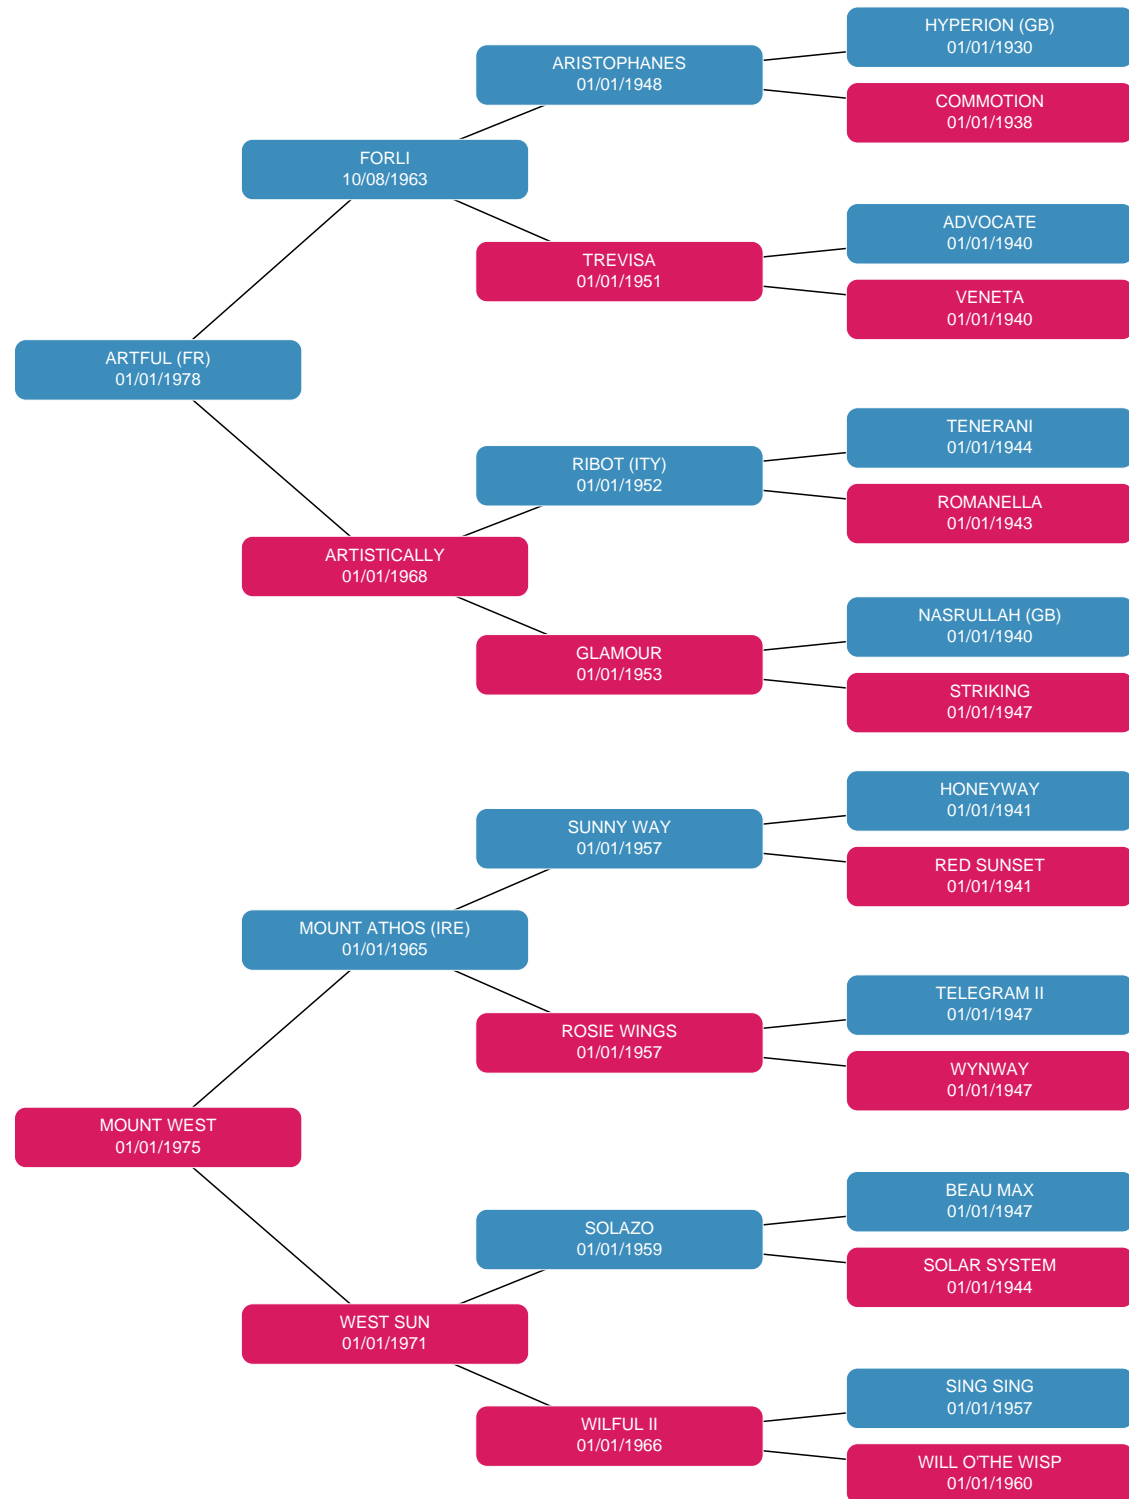 HYPERION (GB)
01/01/1930
ARISTOPHANES
01/01/1948
COMMOTION
01/01/1938
FORLI
10/08/1963
ADVOCATE
01/01/1940
TREVISA
01/01/1951
VENETA
01/01/1940
ARTFUL (FR)
01/01/1978
TENERANI
01/01/1944
RIBOT (ITY)
01/01/1952
ROMANELLA
01/01/1943
ARTISTICALLY
01/01/1968
NASRULLAH (GB)
01/01/1940
GLAMOUR
01/01/1953
STRIKING
01/01/1947
HONEYWAY
01/01/1941
SUNNY WAY
01/01/1957
RED SUNSET
01/01/1941
MOUNT ATHOS (IRE)
01/01/1965
TELEGRAM II
01/01/1947
ROSIE WINGS
01/01/1957
WYNWAY
01/01/1947
MOUNT WEST
01/01/1975
BEAU MAX
01/01/1947
SOLAZO
01/01/1959
SOLAR SYSTEM
01/01/1944
WEST SUN
01/01/1971
SING SING
01/01/1957
WILFUL II
01/01/1966
WILL O'THE WISP
01/01/1960